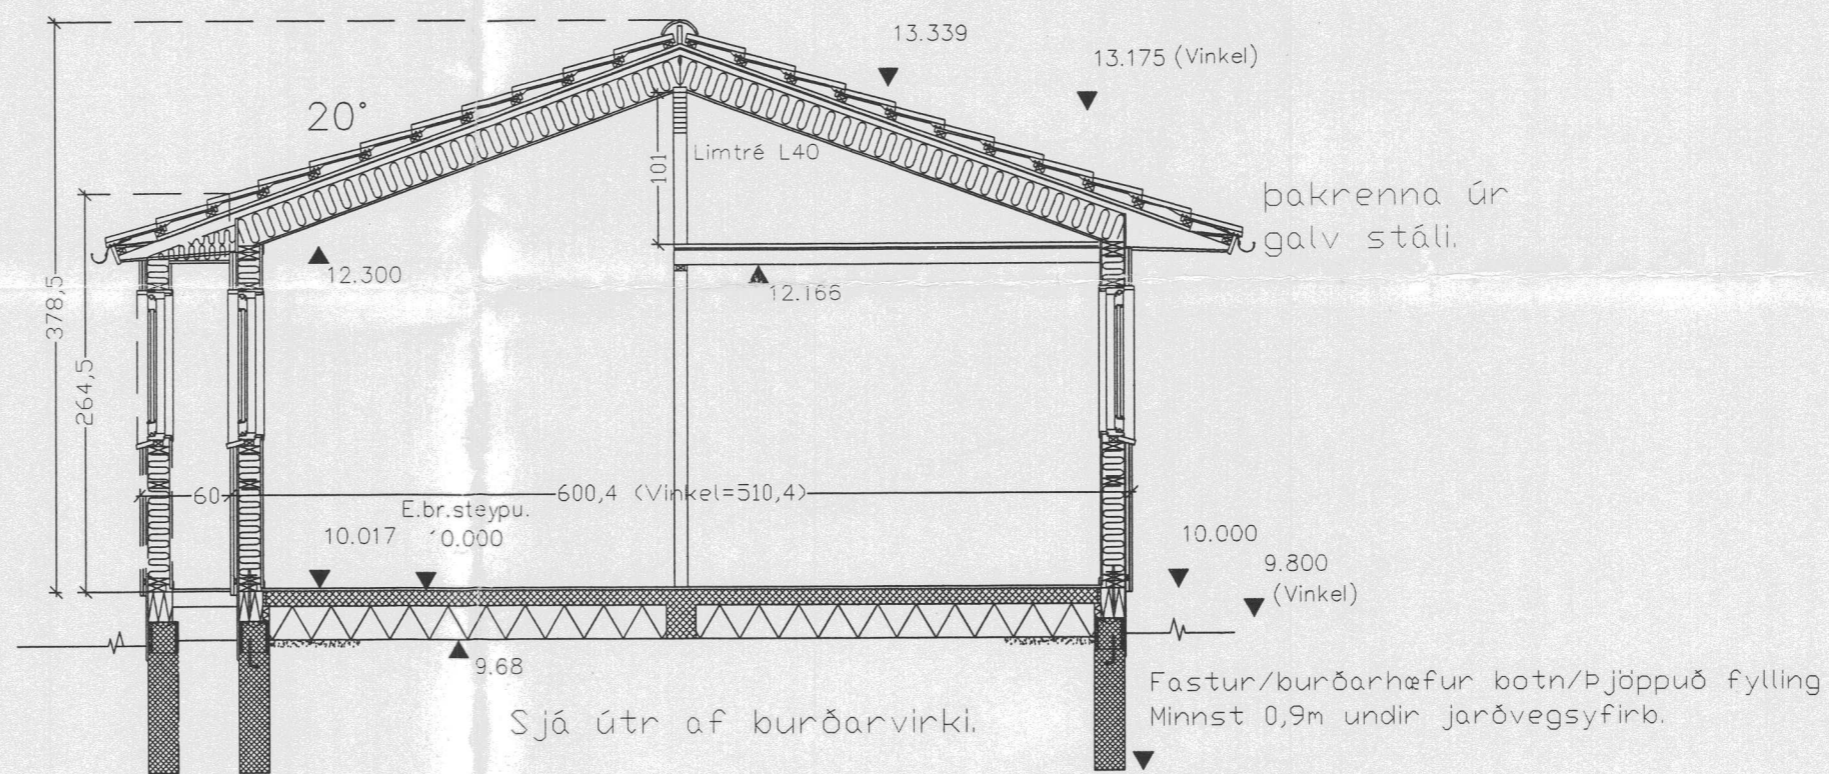 13.339
13.175 (Vinkel)
20°
Limtré L40
101
þakrenna úr
galv stáli.
12.300
12.166
378,5
264,5
60
600,4 (Vinkel=510,4)
E.br.steypu.
10.017
10.000
10.000
9.800
(Vinkel)
9.68
Fastur/burðarhæfur botn/Þjöppuð fylling
Minnst 0,9m undir jarðvegsyfirb.
Sjá útr af burðarvirki.